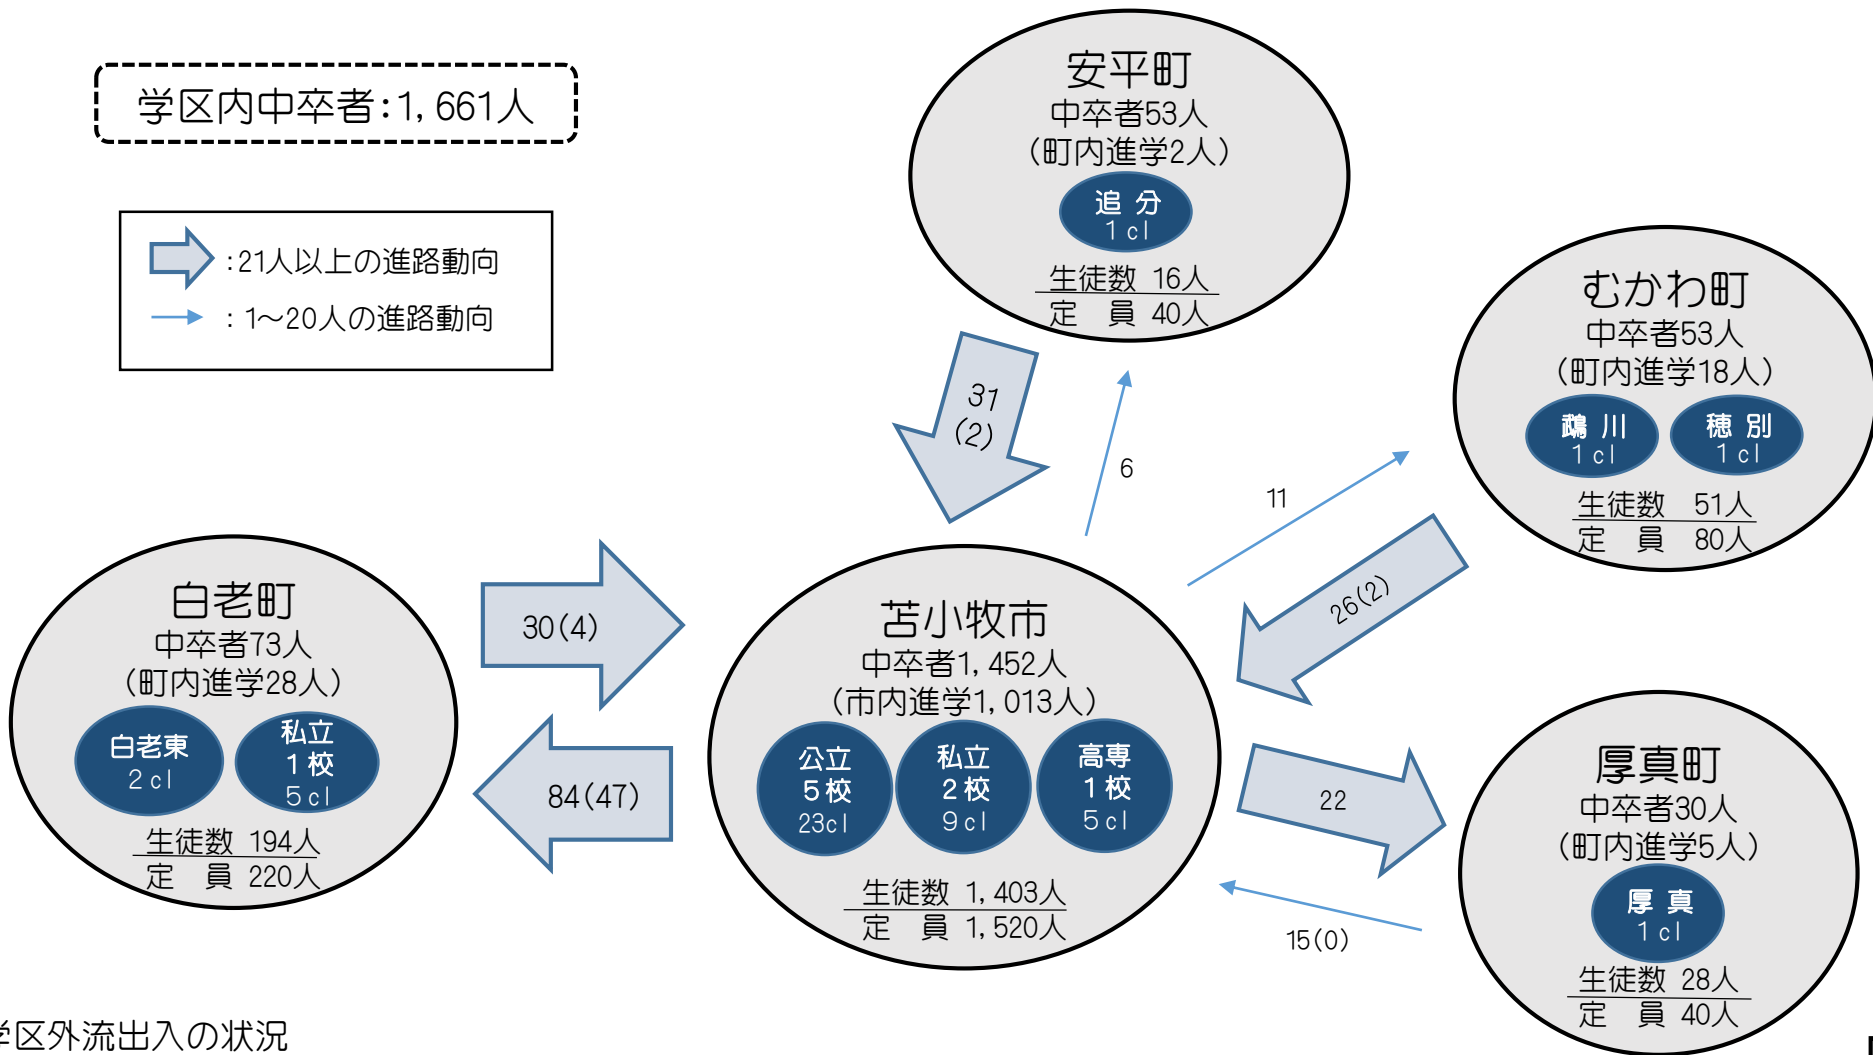 学区内中卒者:1,661人
:21人以上の進路動向
:1～20人の進路動向
安平町
中卒者53人
(町内進学2人)
追分
1cl
生徒数 16人
定 員 40人
むかわ町
中卒者53人
(町内進学18人)
鵡川
1cl
穂別
1cl
生徒数 51人
定 員 80人
31
(2)
6
11
26(2)
白老町
中卒者73人
(町内進学28人)
白老東
2cl
私立
1校
5cl
生徒数 194人
定 員 220人
30(4)
84(47)
苫小牧市
中卒者1,452人
(市内進学1,013人)
公立
5校
23cl
私立
2校
9cl
高専
1校
5cl
生徒数 1,403人
定 員 1,520人
22
15(0)
厚真町
中卒者30人
(町内進学5人)
厚真
1cl
生徒数 28人
定 員 40人
学区外流出入の状況